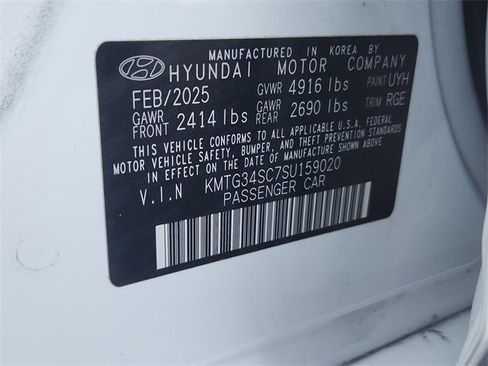 MANUFACTURED IN KOREA BY
HYUNDAI MOTOR COMPANY
FEB/2025 GVWR 4916 lbs PAINT UYH
GAWR FRONT 2414 lbs GAWR REAR 2690 lbs TRIM RGE
THIS VEHICLE CONFORMS TO ALL APPLICABLE U.S.A. FEDERAL
MOTOR VEHICLE SAFETY, BUMPER, AND THEFT PREVENTION STANDARDS
IN EFFECT ON THE DATE OF MANUFACTURE SHOWN ABOVE.
V.I.N KMTG34SC7SU159020
PASSENGER CAR